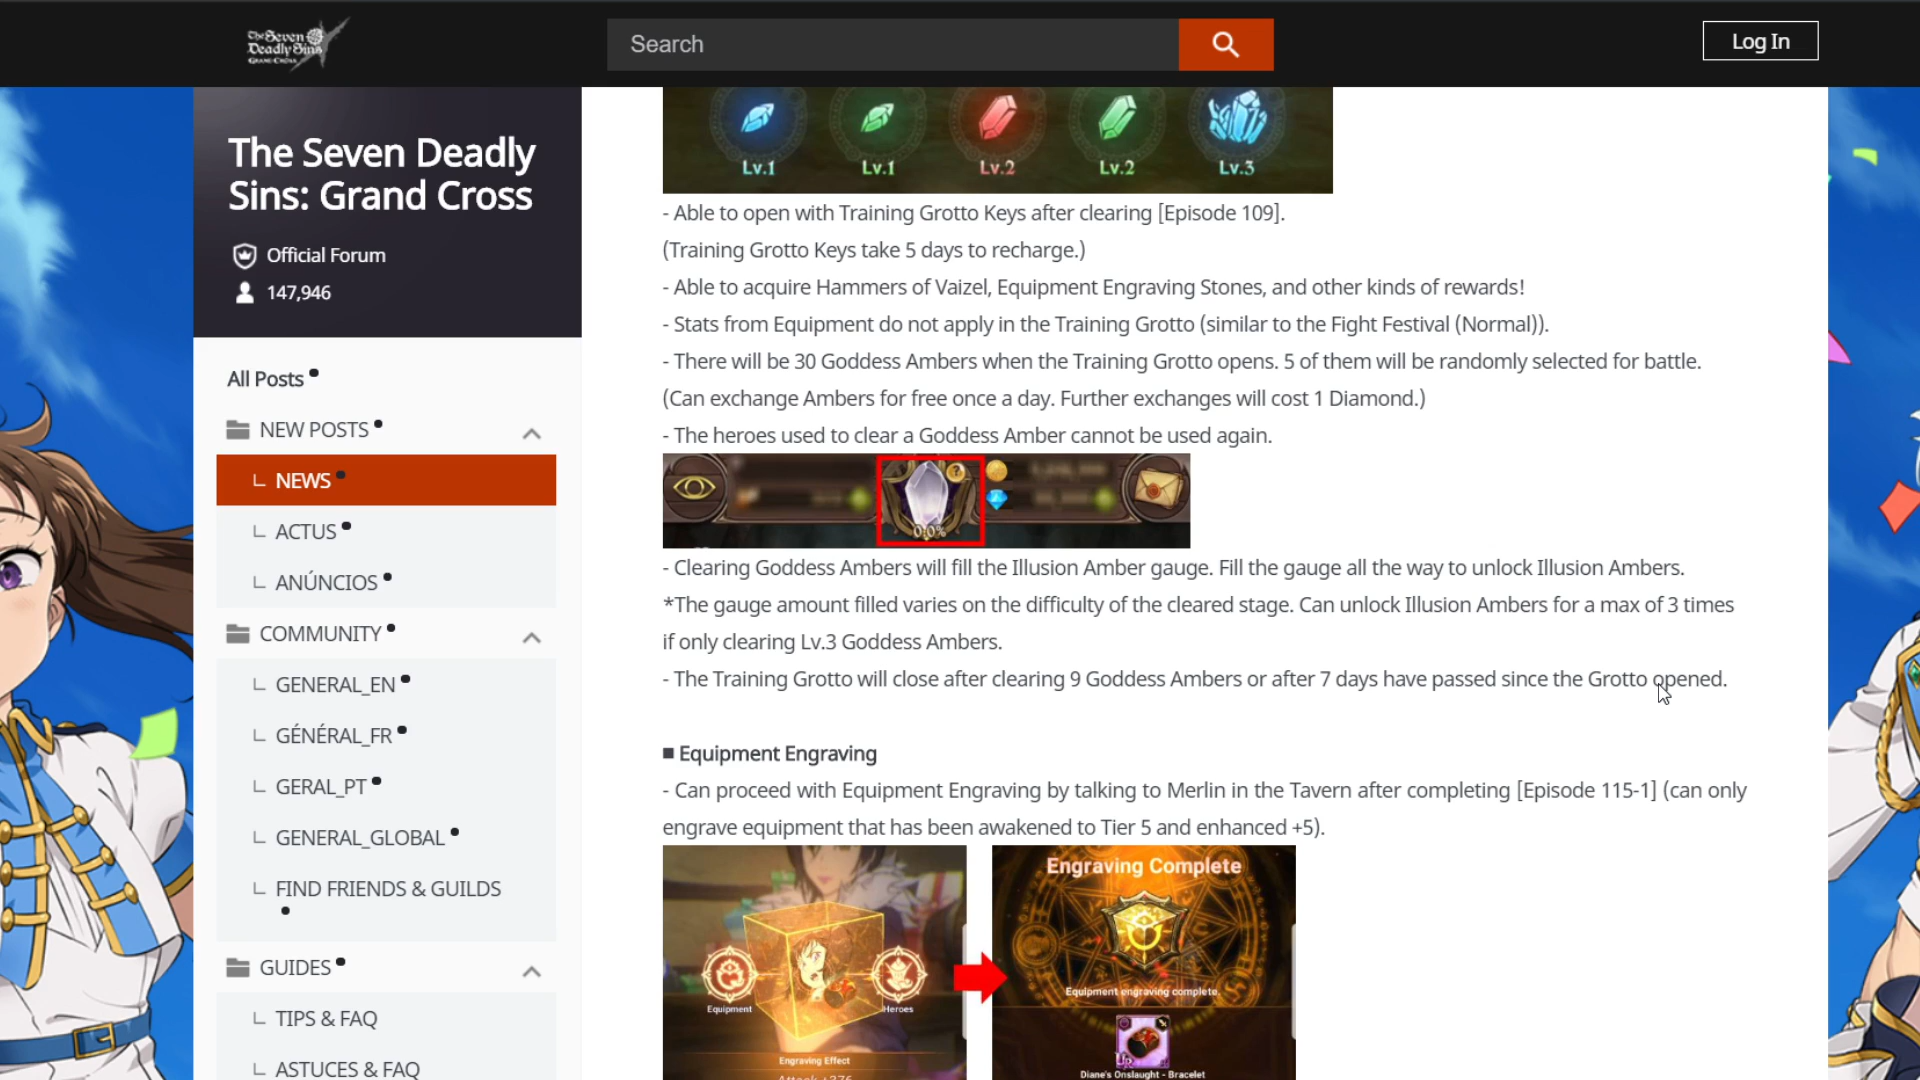 The Seven
Deadly Sins
GRAND CROSS
Search
Log In
The Seven Deadly
Sins: Grand Cross
Official Forum
147,946
All Posts
NEW POSTS
NEWS
ACTUS
ANÚNCIOS
COMMUNITY
GENERAL_EN
GÉNÉRAL_FR
GERAL_PT
GENERAL_GLOBAL
FIND FRIENDS & GUILDS
GUIDES
TIPS & FAQ
ASTUCES & FAQ
Lv.1 Lv.1 Lv.2 Lv.2 Lv.3
- Able to open with Training Grotto Keys after clearing [Episode 109].
(Training Grotto Keys take 5 days to recharge.)
- Able to acquire Hammers of Vaizel, Equipment Engraving Stones, and other kinds of rewards!
- Stats from Equipment do not apply in the Training Grotto (similar to the Fight Festival (Normal)).
- There will be 30 Goddess Ambers when the Training Grotto opens. 5 of them will be randomly selected for battle.
(Can exchange Ambers for free once a day. Further exchanges will cost 1 Diamond.)
- The heroes used to clear a Goddess Amber cannot be used again.
?
0.0%
- Clearing Goddess Ambers will fill the Illusion Amber gauge. Fill the gauge all the way to unlock Illusion Ambers.
*The gauge amount filled varies on the difficulty of the cleared stage. Can unlock Illusion Ambers for a max of 3 times
if only clearing Lv.3 Goddess Ambers.
- The Training Grotto will close after clearing 9 Goddess Ambers or after 7 days have passed since the Grotto opened.
■ Equipment Engraving
- Can proceed with Equipment Engraving by talking to Merlin in the Tavern after completing [Episode 115-1] (can only
engrave equipment that has been awakened to Tier 5 and enhanced +5).
Equipment Heroes
Engraving Effect
Attack +376
Engraving Complete
Equipment engraving complete.
UR
Diane's Onslaught - Bracelet